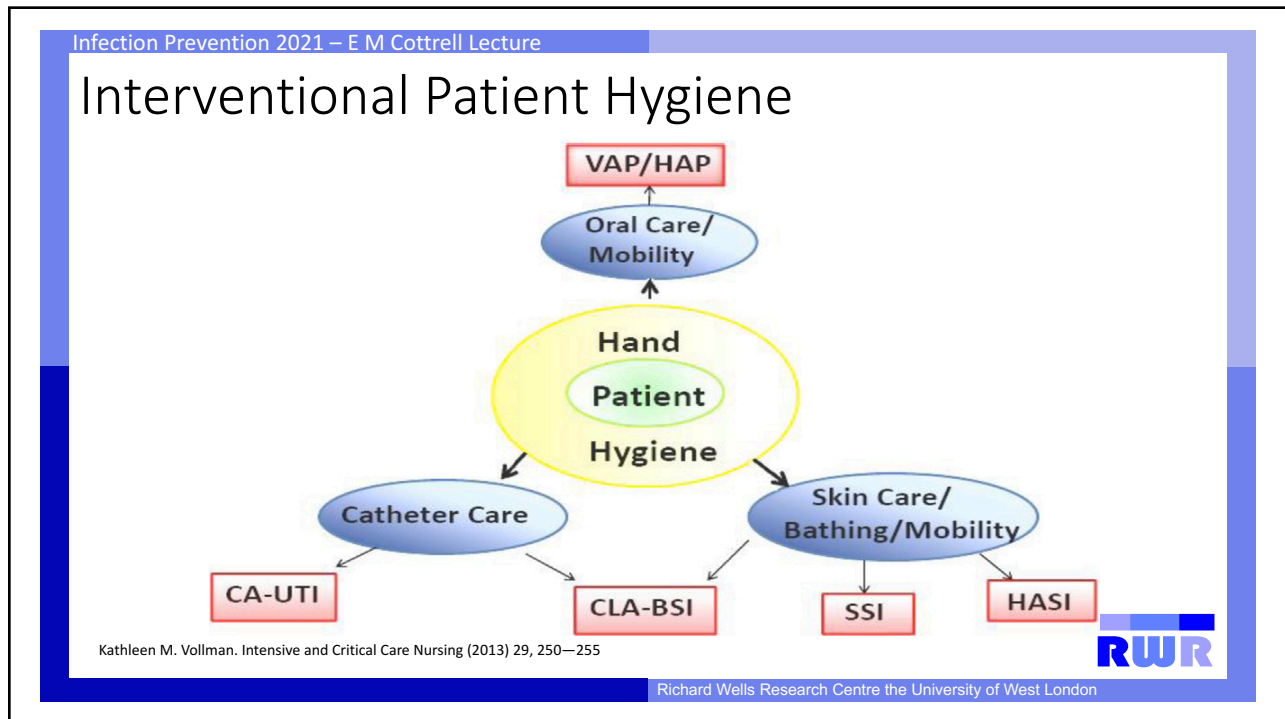 Infection Prevention 2021 – E M Cottrell Lecture
Interventional Patient Hygiene
VAP/HAP
Oral Care/
Mobility
Hand
Patient
Hygiene
Catheter Care
Skin Care/
Bathing/Mobility
CA-UTI
CLA-BSI
SSI
HASI
Kathleen M. Vollman. Intensive and Critical Care Nursing (2013) 29, 250—255
RWR
Richard Wells Research Centre the University of West London